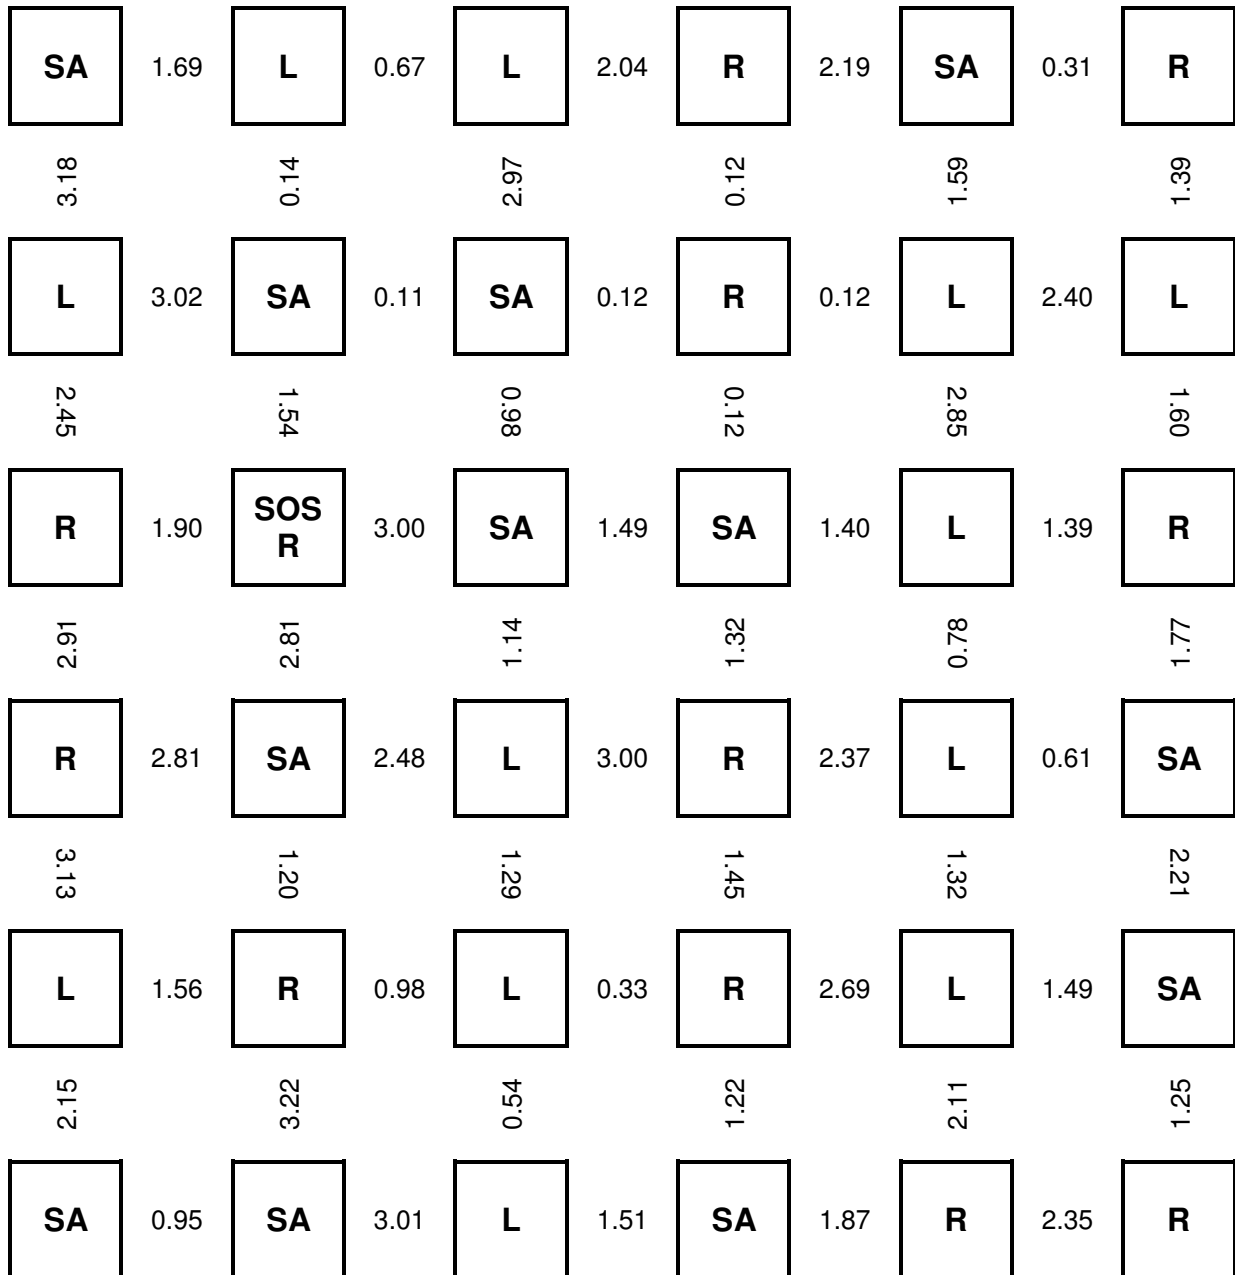 SA 1.69 L 0.67 L 2.04 R 2.19 SA 0.31 R
3.18 0.14 2.97 0.12 1.59 1.39
L 3.02 SA 0.11 SA 0.12 R 0.12 L 2.40 L
2.45 1.54 0.98 0.12 2.85 1.60
R 1.90 SOS R 3.00 SA 1.49 SA 1.40 L 1.39 R
2.91 2.81 1.14 1.32 0.78 1.77
R 2.81 SA 2.48 L 3.00 R 2.37 L 0.61 SA
3.13 1.20 1.29 1.45 1.32 2.21
L 1.56 R 0.98 L 0.33 R 2.69 L 1.49 SA
2.15 3.22 0.54 1.22 2.11 1.25
SA 0.95 SA 3.01 L 1.51 SA 1.87 R 2.35 R